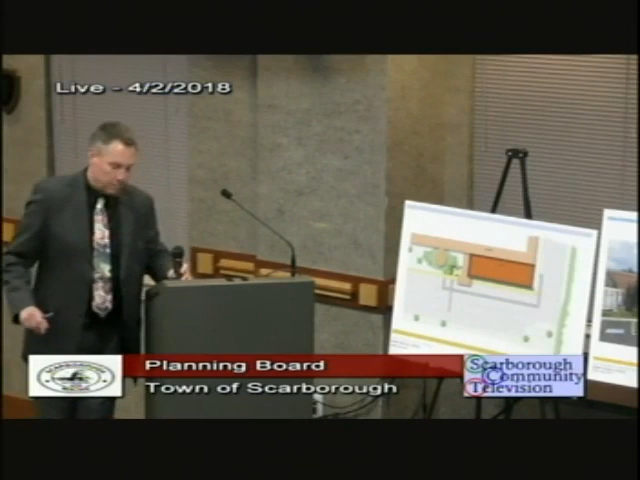 Live - 4/2/2018
Planning Board
Town of Scarborough
Scarborough
Community
Television